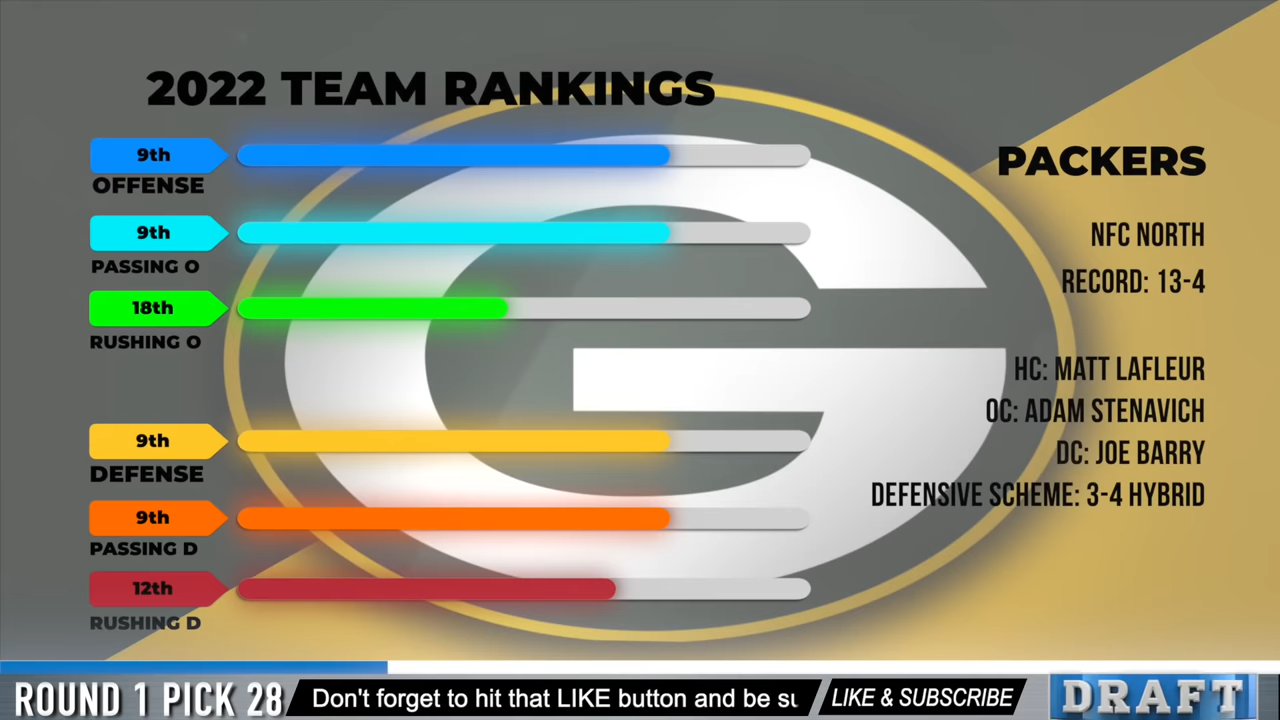 2022 TEAM RANKINGS
9th
OFFENSE
9th
PASSING O
18th
RUSHING O
9th
DEFENSE
9th
PASSING D
12th
RUSHING D
PACKERS
NFC NORTH
RECORD: 13-4
HC: MATT LAFLEUR
OC: ADAM STENAVICH
DC: JOE BARRY
DEFENSIVE SCHEME: 3-4 HYBRID
G
ROUND 1 PICK 28
Don't forget to hit that LIKE button and be
LIKE & SUBSCRIBE
DRAFT